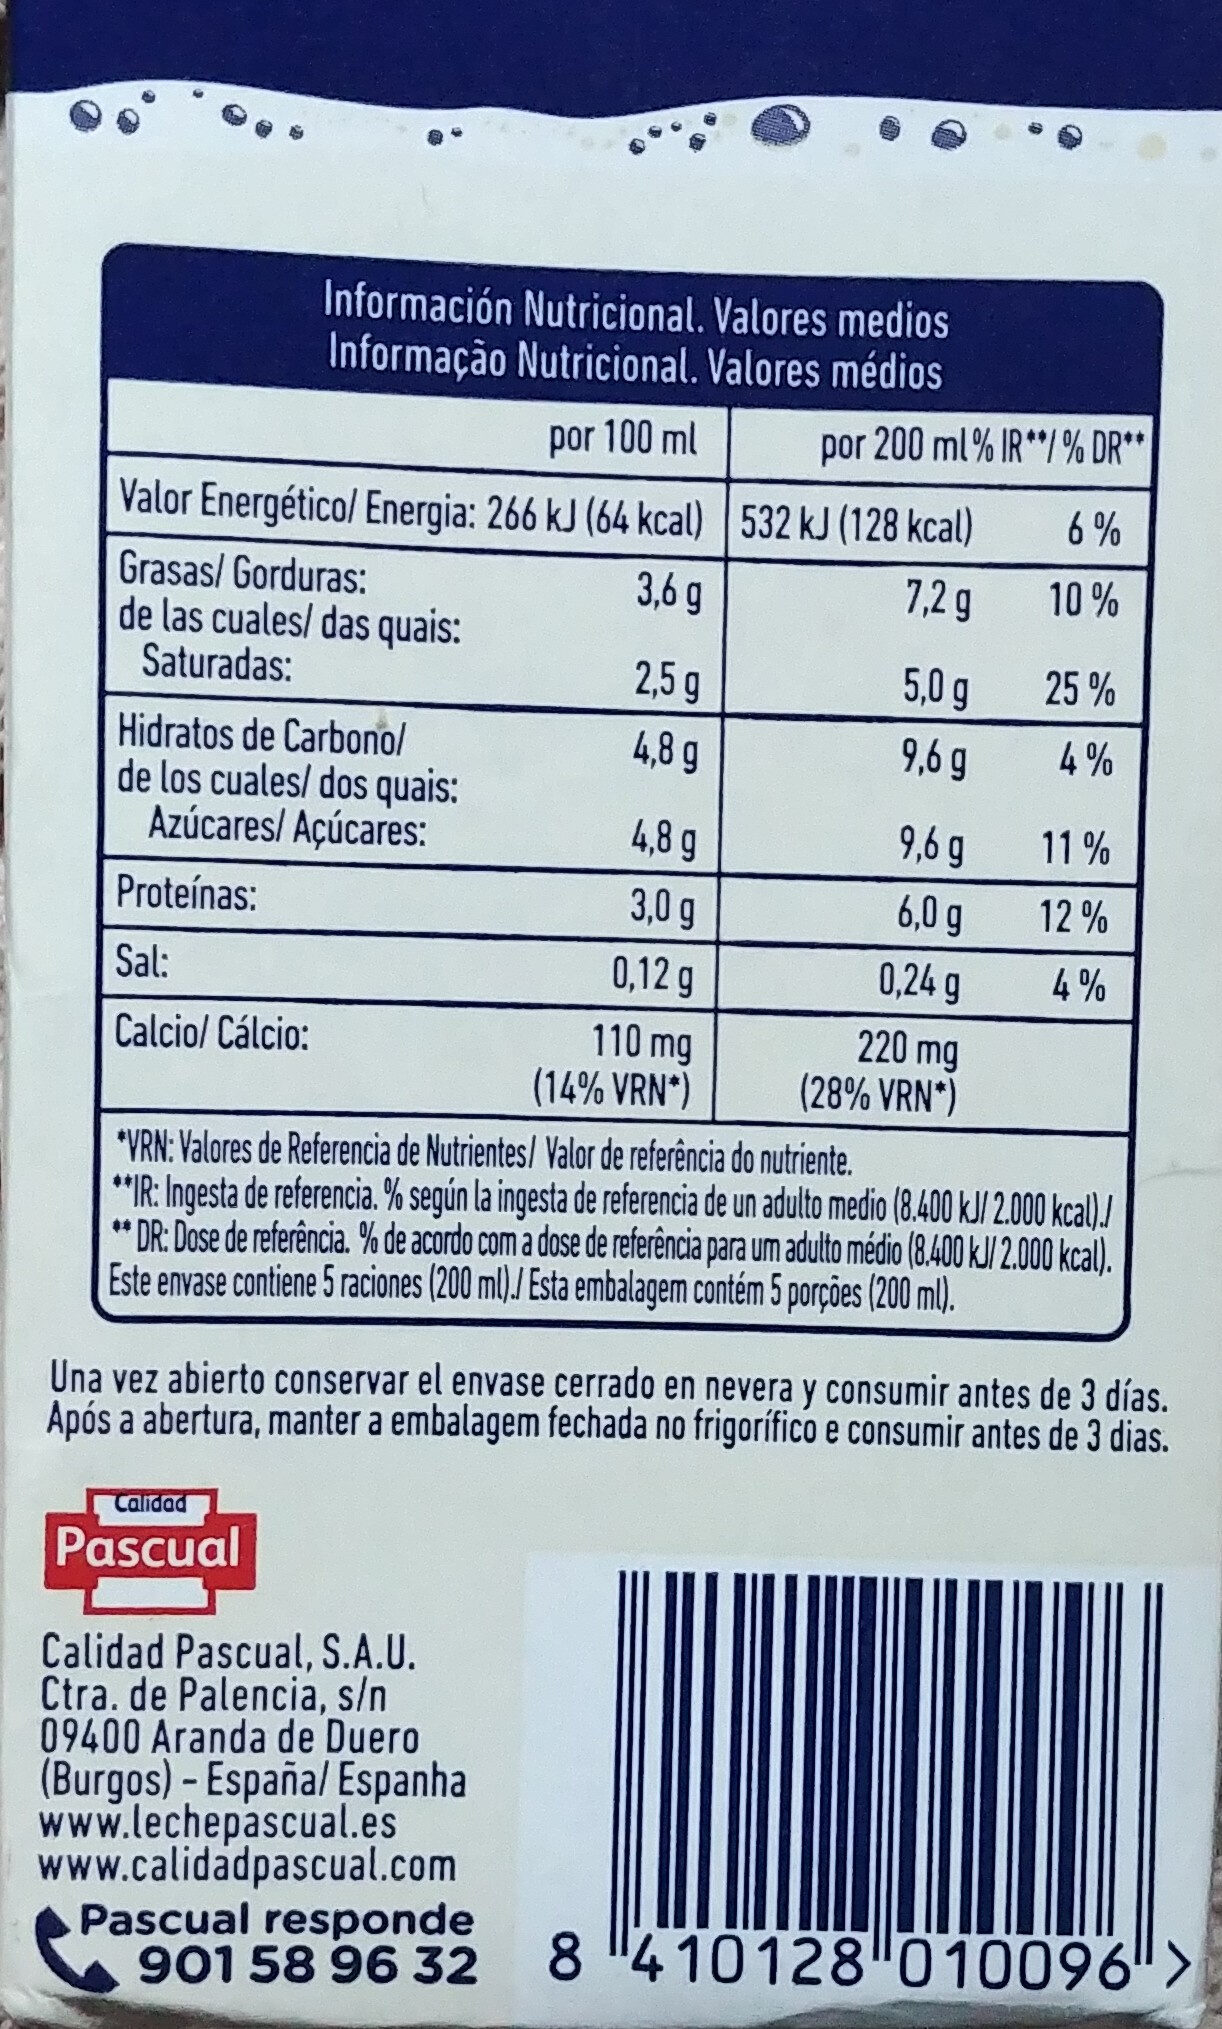 Información Nutricional. Valores medios
Informação Nutricional. Valores médios
por 100 ml por 200 ml % IR**/ % DR**
Valor Energético/ Energia: 266 kJ (64 kcal) 532 kJ (128 kcal) 6 %
Grasas/ Gorduras: 3,6 g 7,2 g 10 %
de las cuales/ das quais:
Saturadas: 2,5 g 5,0 g 25 %
Hidratos de Carbono/ 4,8 g 9,6 g 4 %
de los cuales/ dos quais:
Azúcares/ Açúcares: 4,8 g 9,6 g 11 %
Proteínas: 3,0 g 6,0 g 12 %
Sal: 0,12 g 0,24 g 4 %
Calcio/ Cálcio: 110 mg 220 mg
(14% VRN*) (28% VRN*)
*VRN: Valores de Referencia de Nutrientes/ Valor de referência do nutriente.
**IR: Ingesta de referencia. % según la ingesta de referencia de un adulto medio (8.400 kJ/ 2.000 kcal)./
** DR: Dose de referência. % de acordo com a dose de referência para um adulto médio (8.400 kJ/ 2.000 kcal).
Este envase contiene 5 raciones (200 ml)./ Esta embalagem contém 5 porções (200 ml).
Una vez abierto conservar el envase cerrado en nevera y consumir antes de 3 días.
Após a abertura, manter a embalagem fechada no frigorífico e consumir antes de 3 dias.
Calidad
Pascual
Calidad Pascual, S.A.U.
Ctra. de Palencia, s/n
09400 Aranda de Duero
(Burgos) - España/ Espanha
www.lechepascual.es
www.calidadpascual.com
Pascual responde
901 58 96 32
8 410128 010096 >